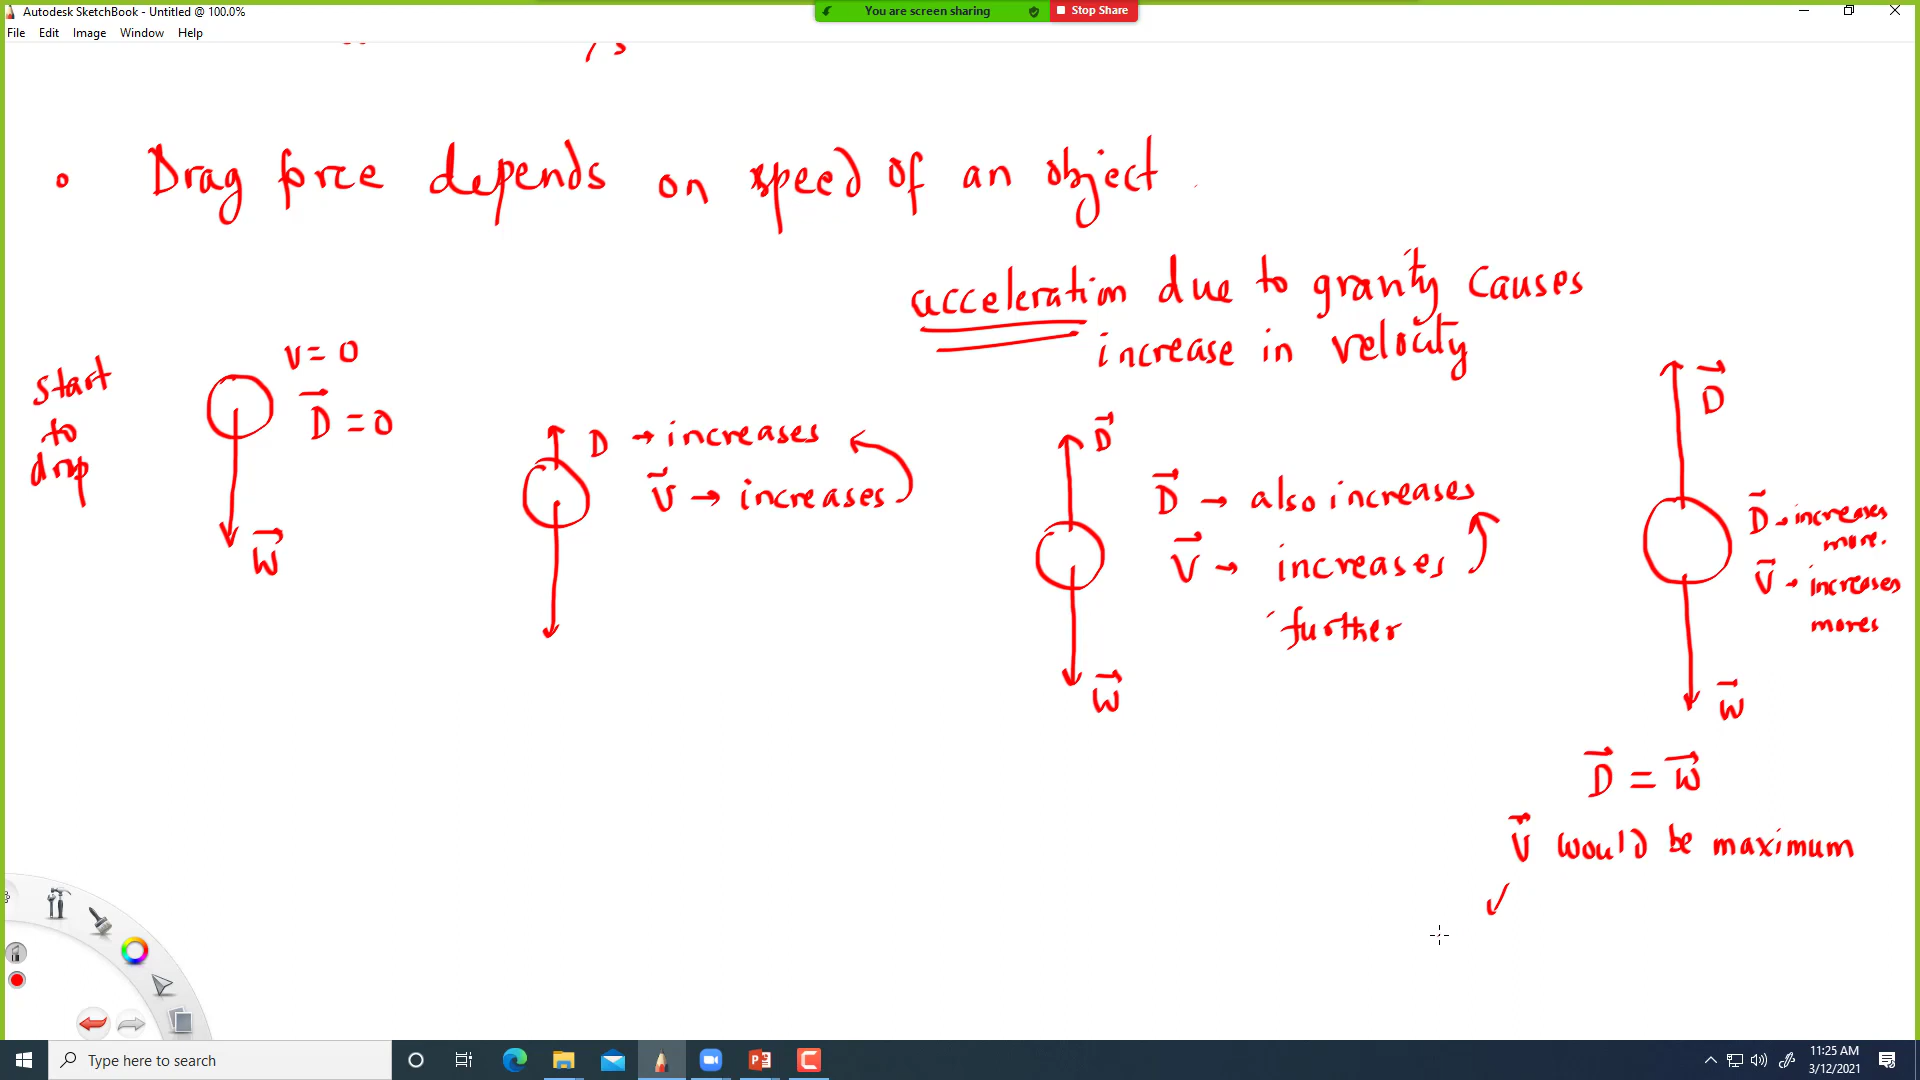 Autodesk SketchBook - Untitled @ 100.0%
You are screen sharing
Stop Share
File Edit Image Window Help
• Drag force depends on speed of an object
acceleration due to gravity causes
increase in velocity
Start
to
drop
v = 0
D = 0
W
D → increases
V → increases
D
D → also increases
V → increases
further
W
D
D → increases
more.
V → increases
mores
W
D = W
V would be maximum
Type here to search
11:25 AM
3/12/2021